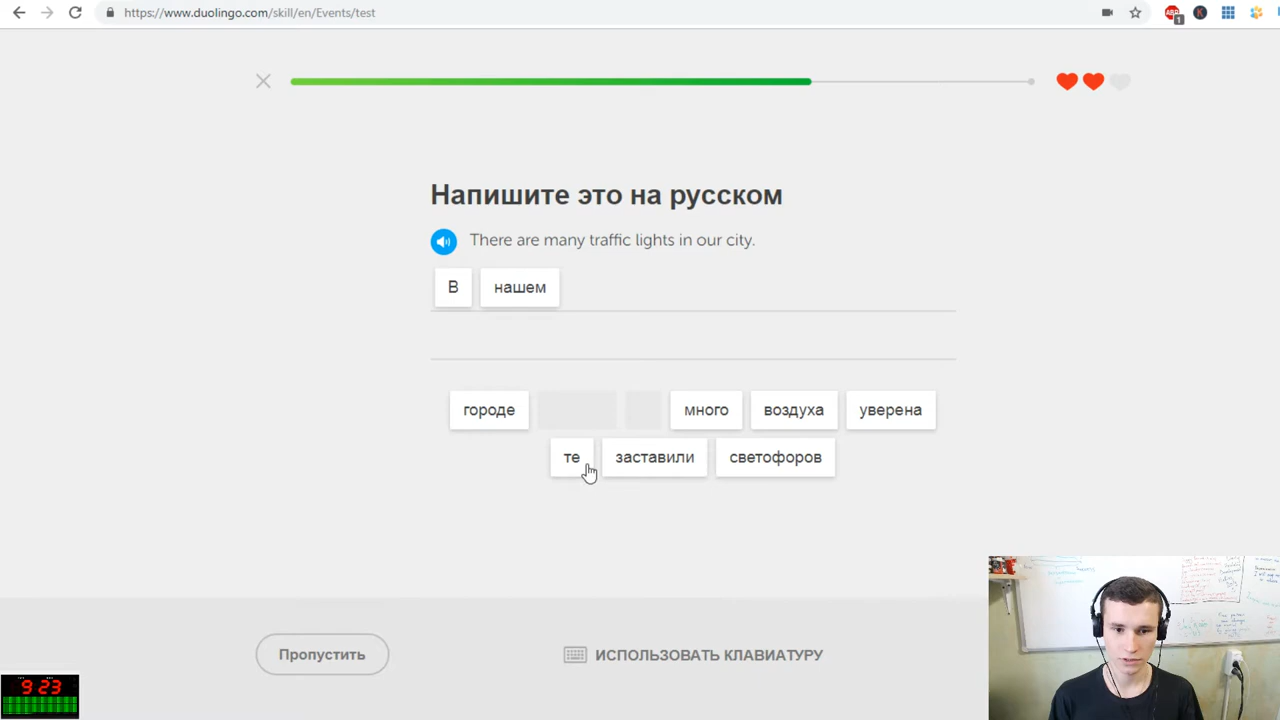 https://www.duolingo.com/skill/en/Events/test
Напишите это на русском
There are many traffic lights in our city.
В нашем
городе много воздуха уверена
те заставили светофоров
Пропустить ИСПОЛЬЗОВАТЬ КЛАВИАТУРУ
9 23